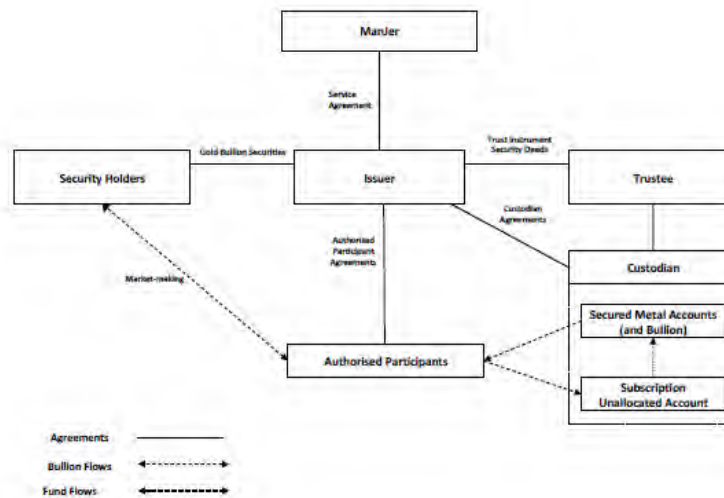 ManJer
Service
Agreement
Gold Bullion Securities
Trust Instrument
Security Deeds
Security Holders
Issuer
Trustee
Custodian
Agreements
Authorised
Participant
Agreements
Custodian
Market-making
Secured Metal Accounts
(and Bullion)
Authorised Participants
Subscription
Unallocated Account
Agreements
Bullion Flows
Fund Flows